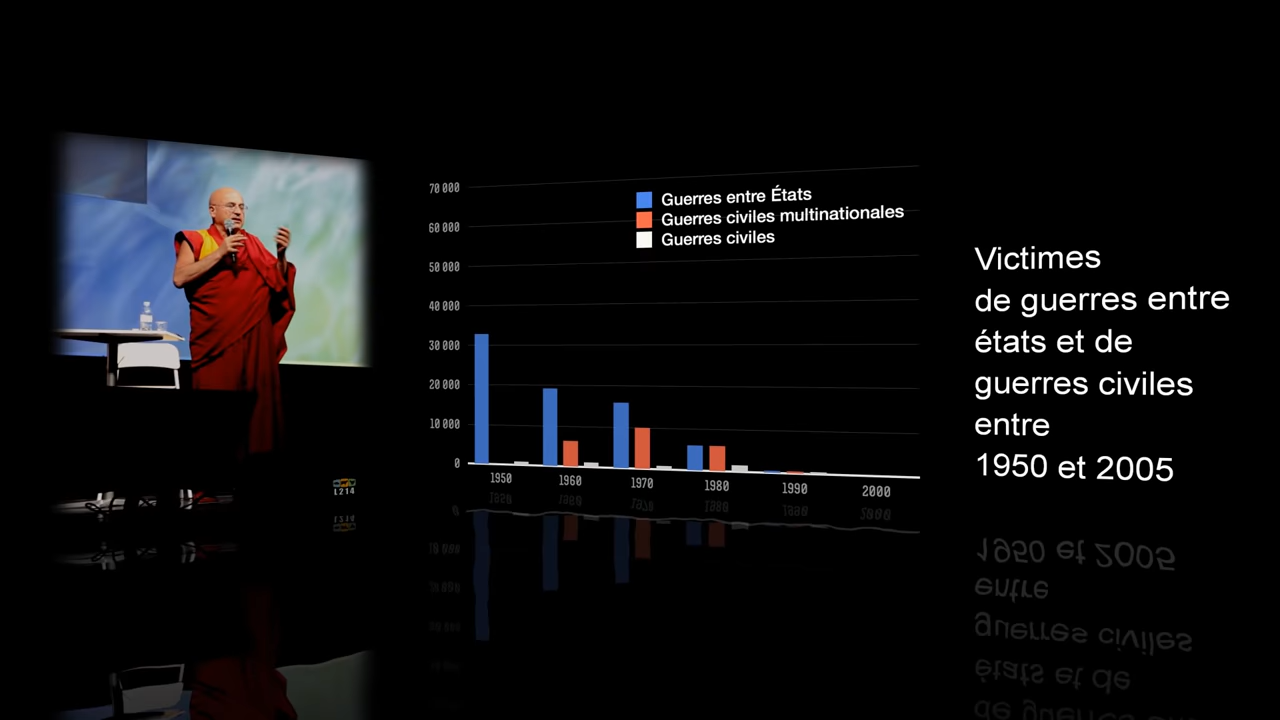 70 000
60 000
50 000
40 000
30 000
20 000
10 000
0
Guerres entre États
Guerres civiles multinationales
Guerres civiles
1950
1960
1970
1980
1990
2000
Victimes
de guerres entre
états et de
guerres civiles
entre
1950 et 2005
L214